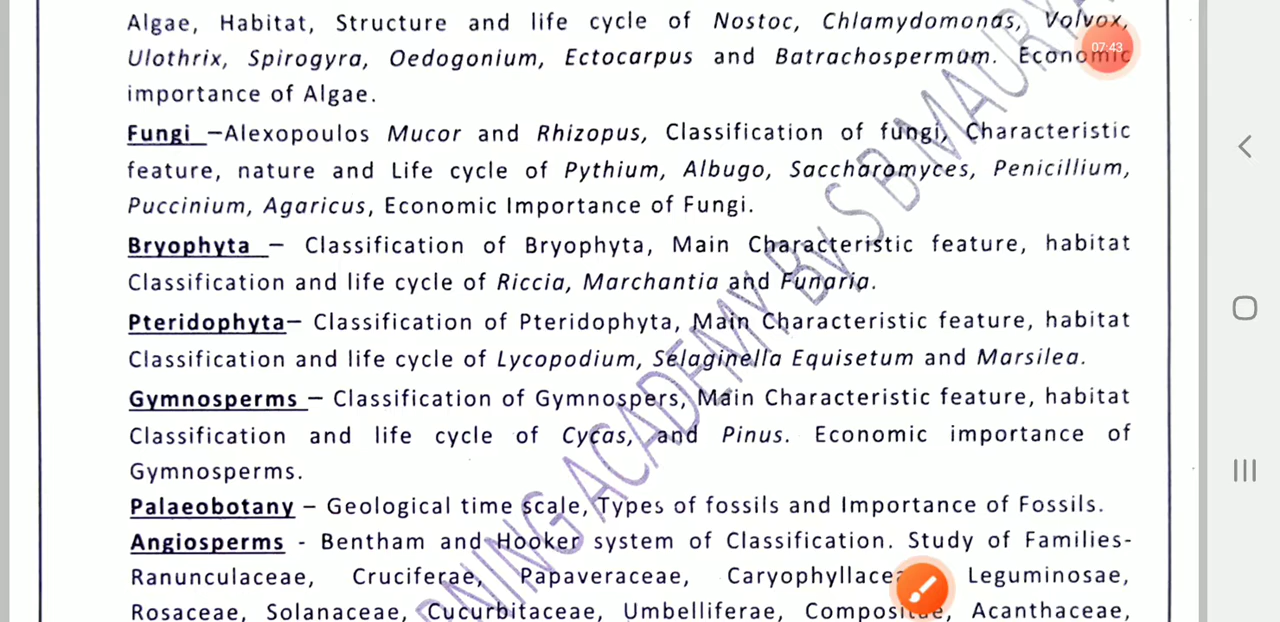 Algae, Habitat, Structure and life cycle of Nostoc, Chlamydomonas, Volvox,
07:43
Ulothrix, Spirogyra, Oedogonium, Ectocarpus and Batrachospermum. Economic
importance of Algae.
Fungi –Alexopoulos Mucor and Rhizopus, Classification of fungi, Characteristic
feature, nature and Life cycle of Pythium, Albugo, Saccharomyces, Penicillium,
Puccinium, Agaricus, Economic Importance of Fungi.
Bryophyta – Classification of Bryophyta, Main Characteristic feature, habitat
Classification and life cycle of Riccia, Marchantia and Funaria.
Pteridophyta– Classification of Pteridophyta, Main Characteristic feature, habitat
Classification and life cycle of Lycopodium, Selaginella Equisetum and Marsilea.
Gymnosperms – Classification of Gymnospers, Main Characteristic feature, habitat
Classification and life cycle of Cycas, and Pinus. Economic importance of
Gymnosperms.
Palaeobotany – Geological time scale, Types of fossils and Importance of Fossils.
Angiosperms - Bentham and Hooker system of Classification. Study of Families-
Ranunculaceae, Cruciferae, Papaveraceae, Leguminosae,
Rosaceae, Solanaceae, Cucurbitaceae, Umbelliferae, Compositae, Acanthaceae,
ACADEMY By S B